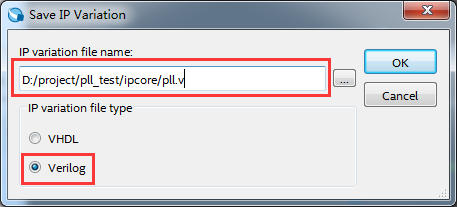 Save IP Variation
IP variation file name:
D:/project/pll_test/ipcore/pll.v
...
OK
Cancel
IP variation file type
VHDL
Verilog